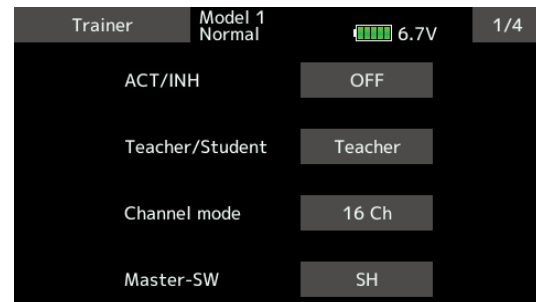 Trainer
Model 1
Normal
6.7V
1/4
ACT/INH OFF
Teacher/Student Teacher
Channel mode 16 Ch
Master-SW SH